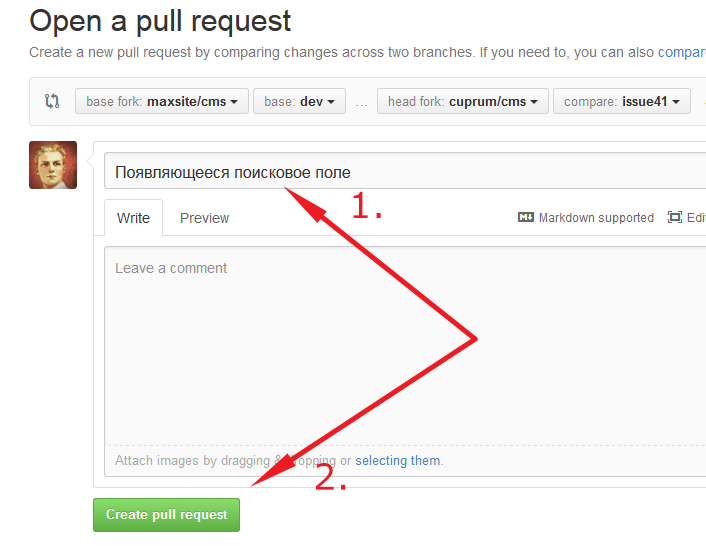 Open a pull request
Create a new pull request by comparing changes across two branches. If you need to, you can also compar
base fork: maxsite/cms base: dev ... head fork: cuprum/cms compare: issue41
Появляющееся поисковое поле
1.
Write Preview Markdown supported Edi
Leave a comment
Attach images by dragging & dropping or selecting them.
2.
Create pull request